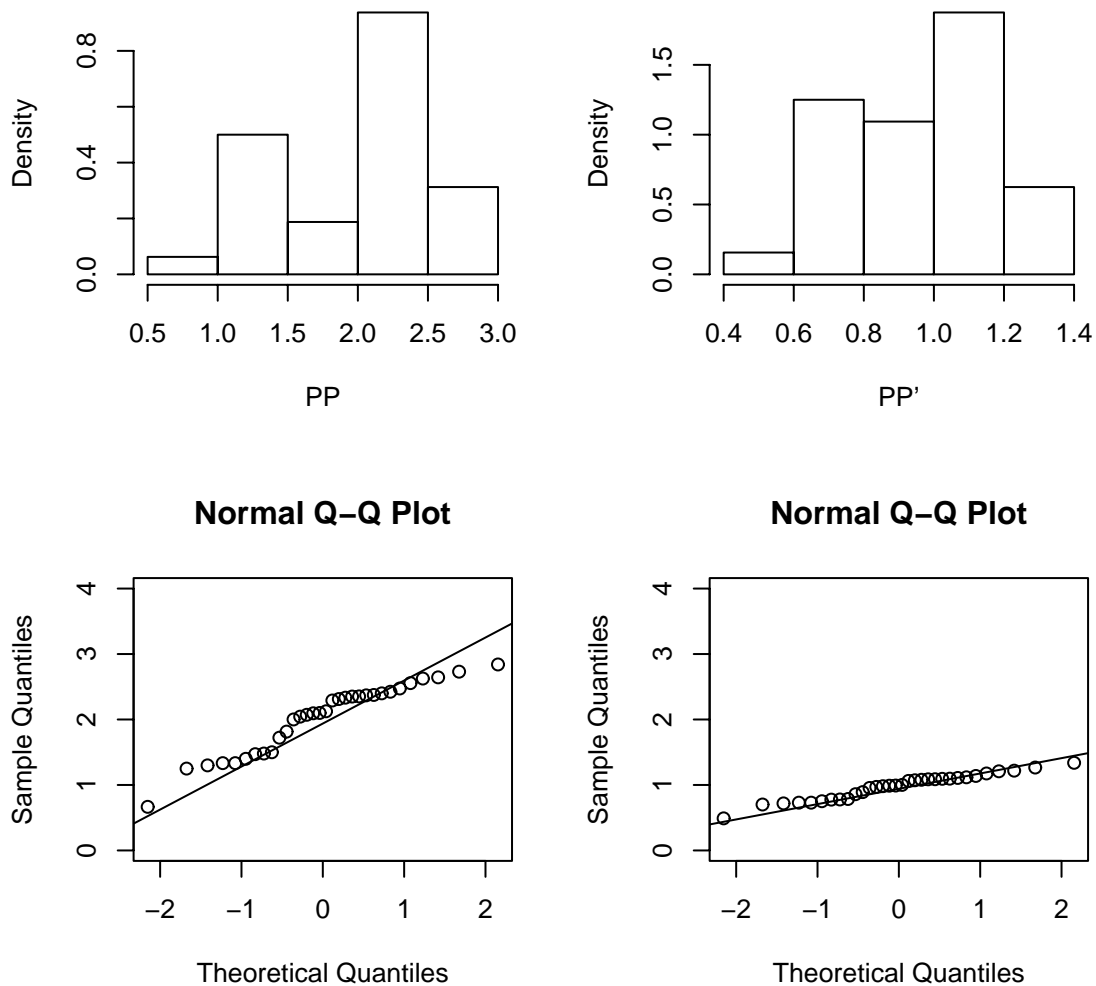 Density
0.0 0.4 0.8
0.5 1.0 1.5 2.0 2.5 3.0
PP
Density
0.0 0.5 1.0 1.5
0.4 0.6 0.8 1.0 1.2 1.4
PP’
Normal Q−Q Plot
Sample Quantiles
0 1 2 3 4
−2 −1 0 1 2
Theoretical Quantiles
Normal Q−Q Plot
Sample Quantiles
0 1 2 3 4
−2 −1 0 1 2
Theoretical Quantiles